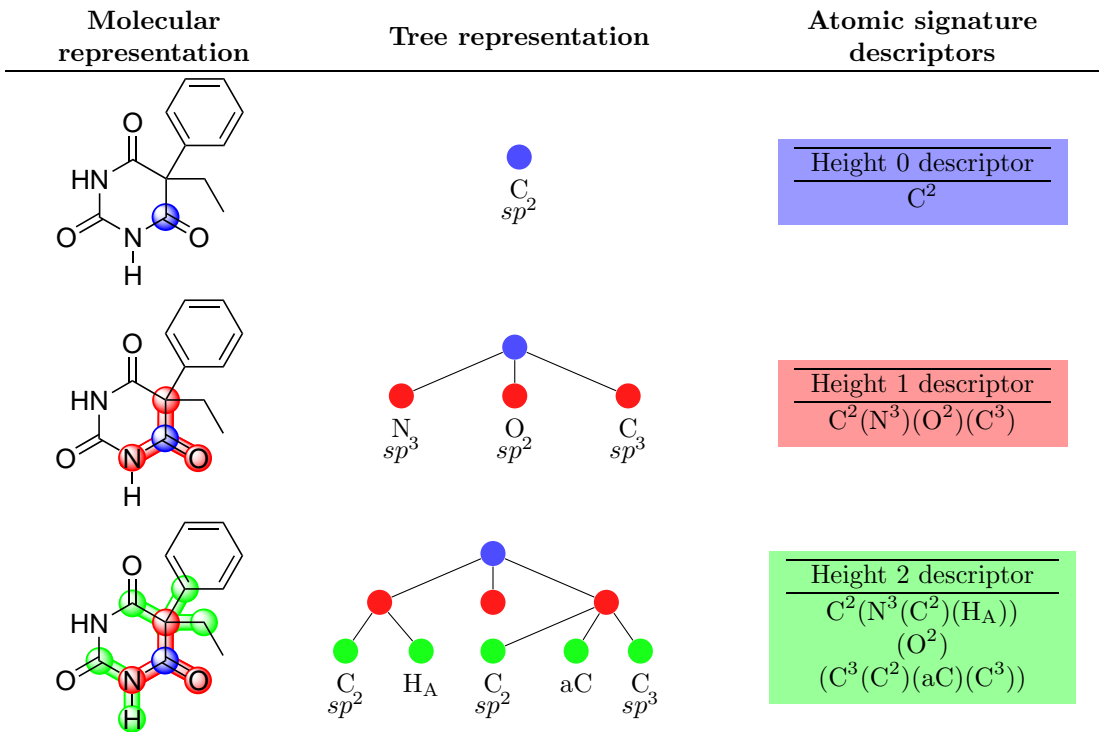 Molecular representation
Tree representation
Atomic signature descriptors
O
HN
O
N
O
H
C
sp²
Height 0 descriptor
C²
O
HN
O
N
O
H
N O C
sp³ sp² sp³
Height 1 descriptor
C²(N³)(O²)(C³)
O
HN
O
N
O
H
C H_A C aC C
sp² sp² sp³
Height 2 descriptor
C²(N³(C²)(H_A))
(O²)
(C³(C²)(aC)(C³))